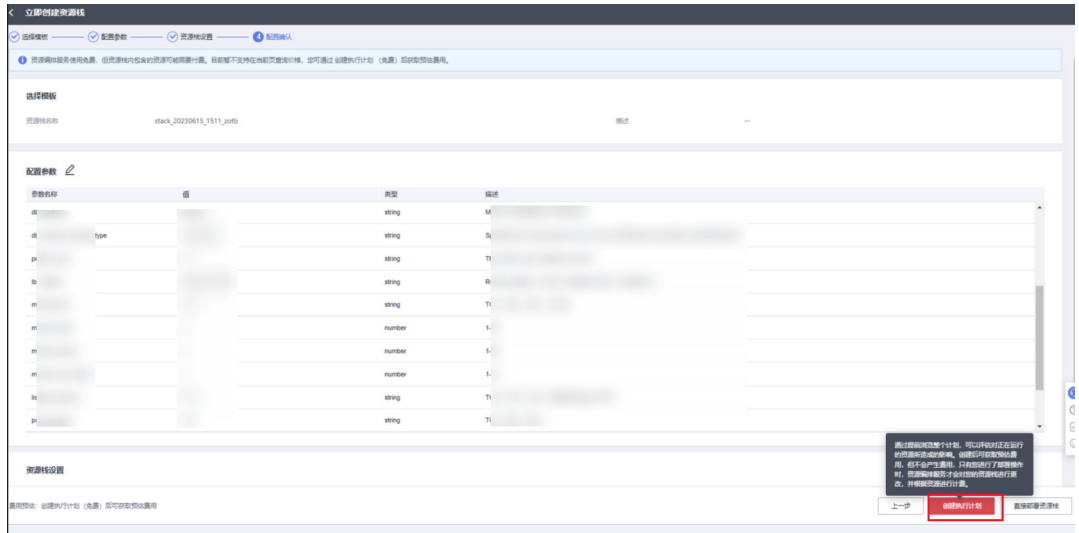 < 立即创建资源栈
选择模板 配置参数 资源栈设置 4 配置确认
资源编排服务使用免费,但资源栈内包含的资源可能需要付费。目前暂不支持在当前页查询价格,您可通过 创建执行计划 (免费)后获取预估费用。
选择模板
资源栈名称 stack_20230615_1511_zotb 描述 --
配置参数
参数名称 值 类型 描述
string M
type string
string Th
string R
string
m number 1-
m number 1-
m number 1-
string
string
通过提前浏览整个计划,可以评估对正在运行
的资源所造成的影响。创建后可获取预估费
用,但不会产生费用,只有您进行了部署操作
时,资源编排服务才会对您的资源栈进行更
改,并根据资源进行计费。
资源栈设置
费用预估:创建执行计划(免费)后可获取预估费用
上一步 创建执行计划 直接部署资源栈